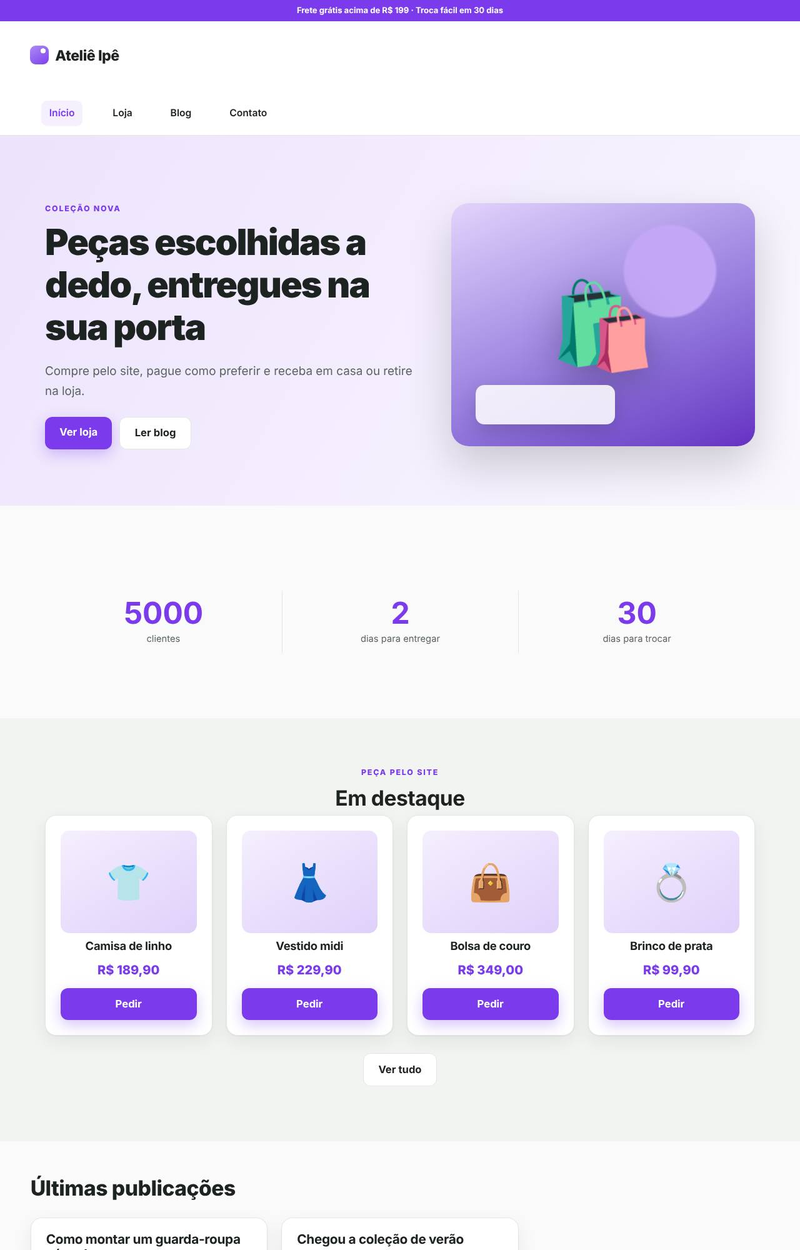 Frete grátis acima de R$ 199 · Troca fácil em 30 dias
Ateliê Ipê
Início
Loja
Blog
Contato
COLEÇÃO NOVA
Peças escolhidas a
dedo, entregues na
sua porta
Compre pelo site, pague como preferir e receba em casa ou retire
na loja.
Ver loja
Ler blog
5000
clientes
2
dias para entregar
30
dias para trocar
PEÇA PELO SITE
Em destaque
Camisa de linho
R$ 189,90
Pedir
Vestido midi
R$ 229,90
Pedir
Bolsa de couro
R$ 349,00
Pedir
Brinco de prata
R$ 99,90
Pedir
Ver tudo
Últimas publicações
Como montar um guarda-roupa
Chegou a coleção de verão